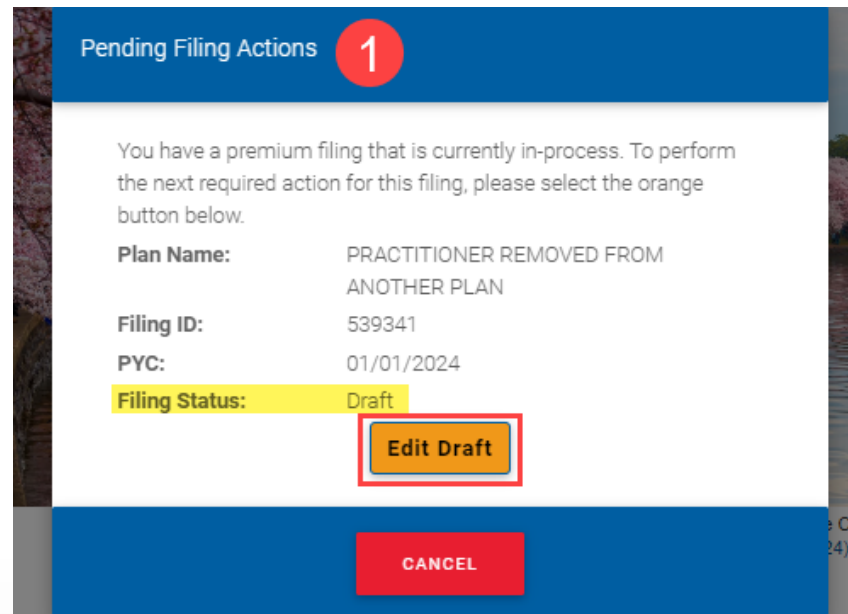 Pending Filing Actions 1
You have a premium filing that is currently in-process. To perform
the next required action for this filing, please select the orange
button below.
Plan Name: PRACTITIONER REMOVED FROM
ANOTHER PLAN
Filing ID: 539341
PYC: 01/01/2024
Filing Status: Draft
Edit Draft
CANCEL
24)